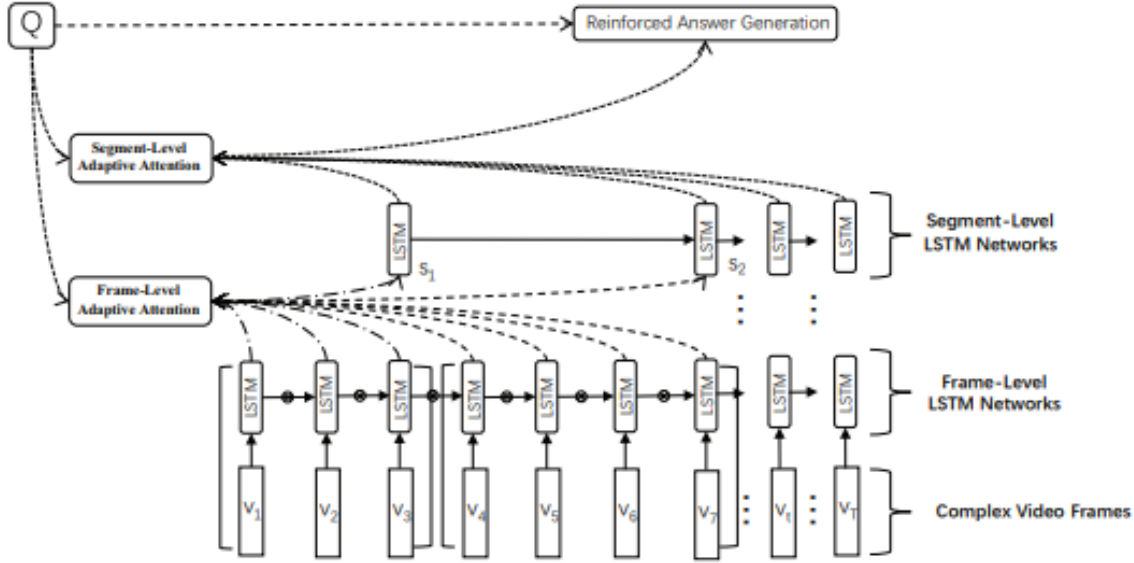 Q
Reinforced Answer Generation
Segment-Level
Adaptive Attention
LSTM
LSTM
LSTM
LSTM
Segment-Level
LSTM Networks
S1
S2
Frame-Level
Adaptive Attention
LSTM
LSTM
LSTM
LSTM
LSTM
LSTM
LSTM
LSTM
LSTM
Frame-Level
LSTM Networks
V1
V2
V3
V4
V5
V6
V7
Vt
VT
Complex Video Frames